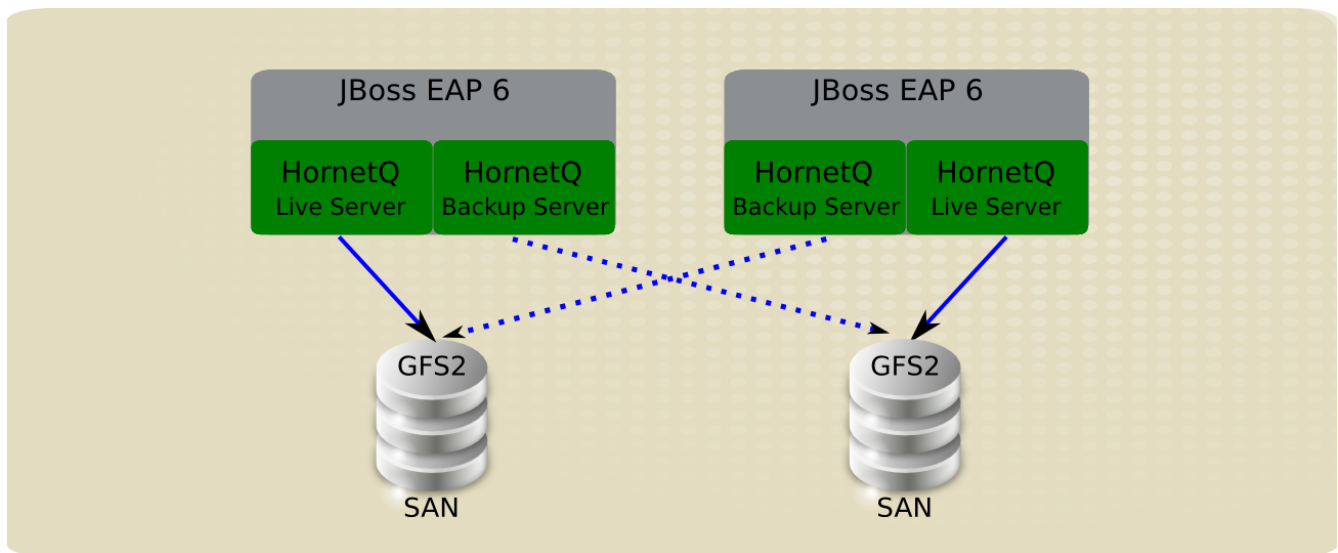 JBoss EAP 6
HornetQ
Live Server
HornetQ
Backup Server
JBoss EAP 6
HornetQ
Backup Server
HornetQ
Live Server
GFS2
SAN
GFS2
SAN